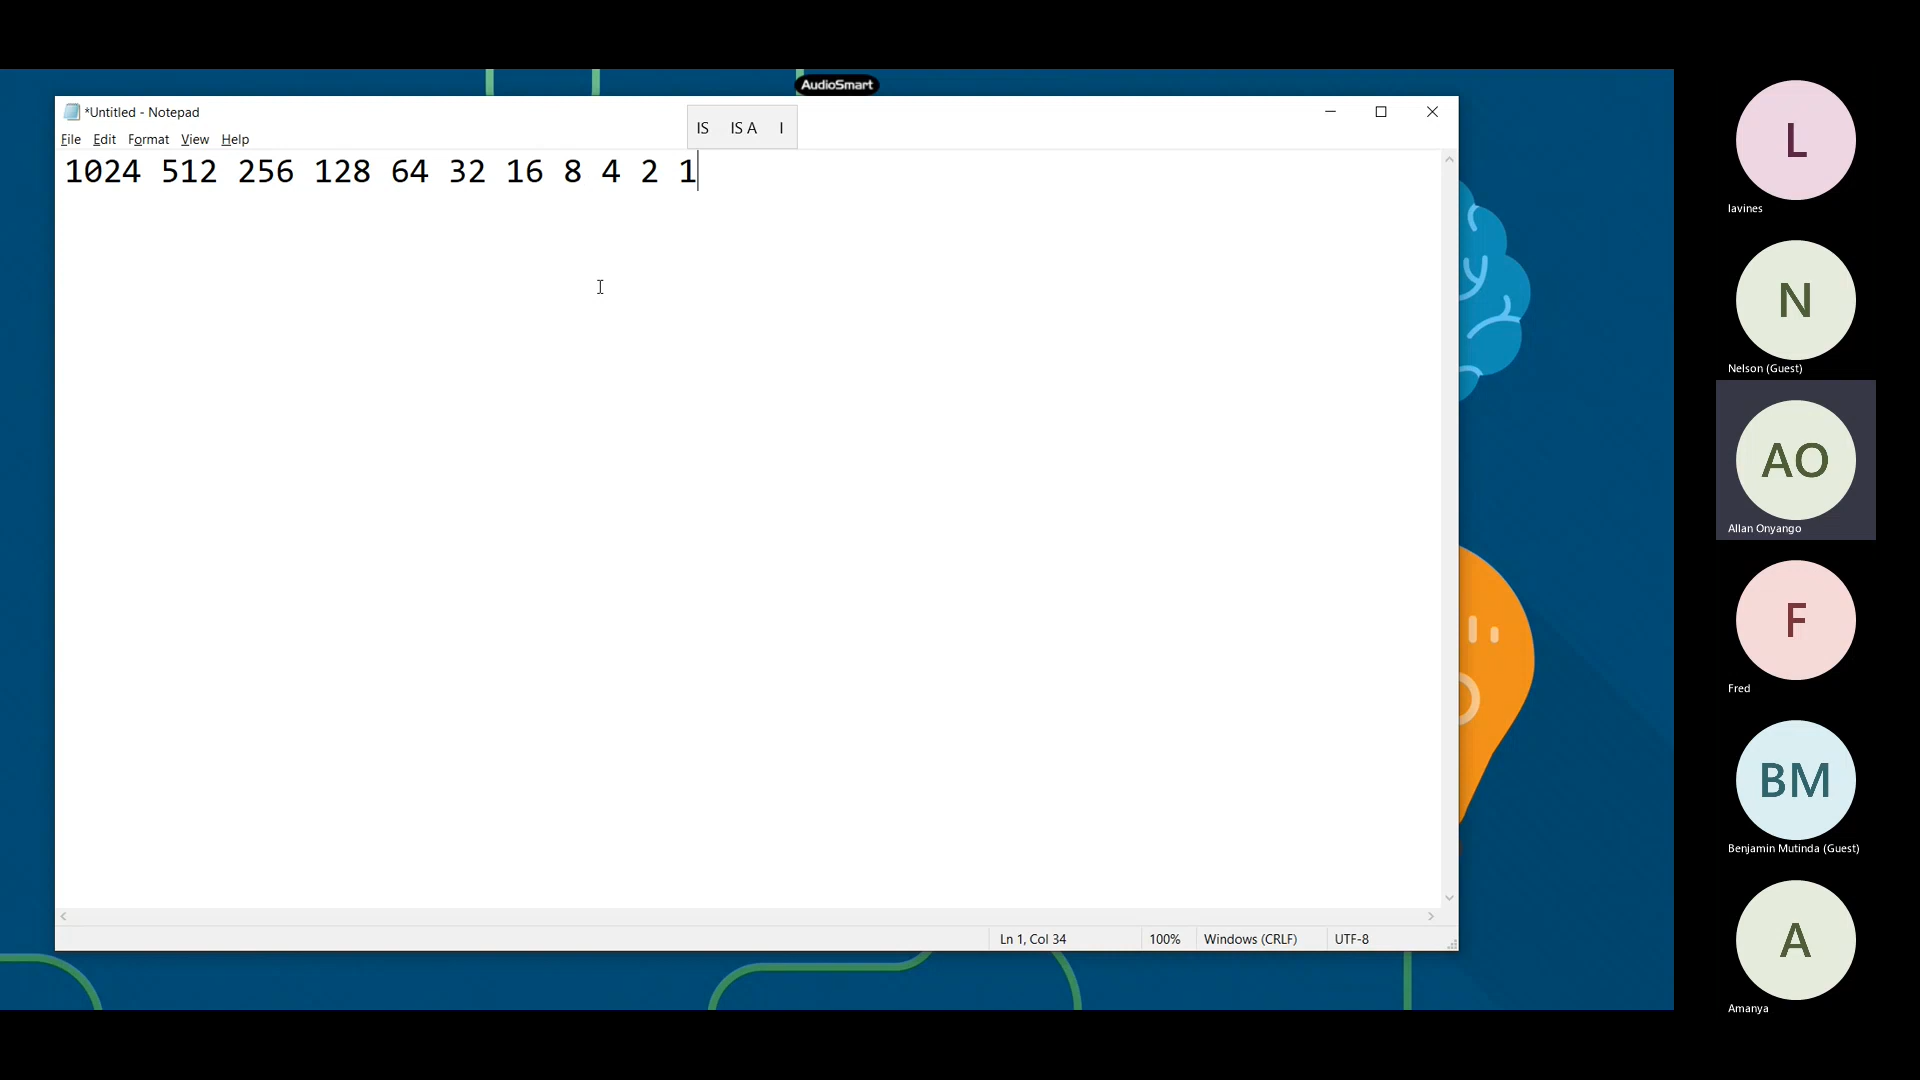 AudioSmart
*Untitled - Notepad
IS IS A I
File Edit Format View Help
1024 512 256 128 64 32 16 8 4 2 1
Ln 1, Col 34 100% Windows (CRLF) UTF-8
L
lavines
N
Nelson (Guest)
AO
Allan Onyango
F
Fred
BM
Benjamin Mutinda (Guest)
A
Amanya